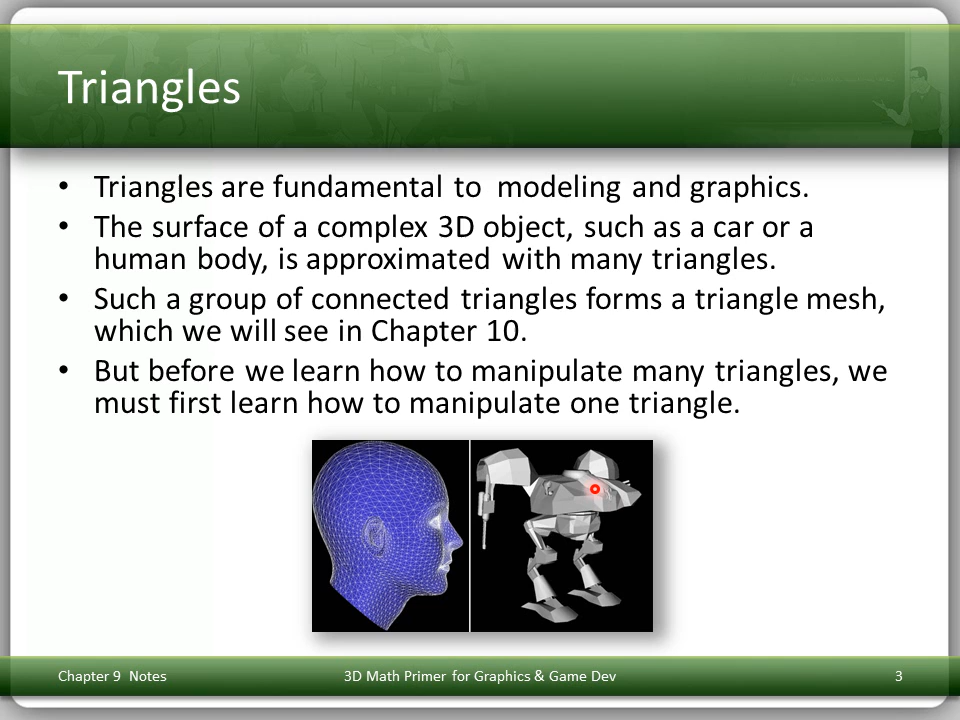 Triangles
• Triangles are fundamental to  modeling and graphics.
• The surface of a complex 3D object, such as a car or a
human body, is approximated with many triangles.
• Such a group of connected triangles forms a triangle mesh,
which we will see in Chapter 10.
• But before we learn how to manipulate many triangles, we
must first learn how to manipulate one triangle.
Chapter 9  Notes
3D Math Primer for Graphics & Game Dev
3